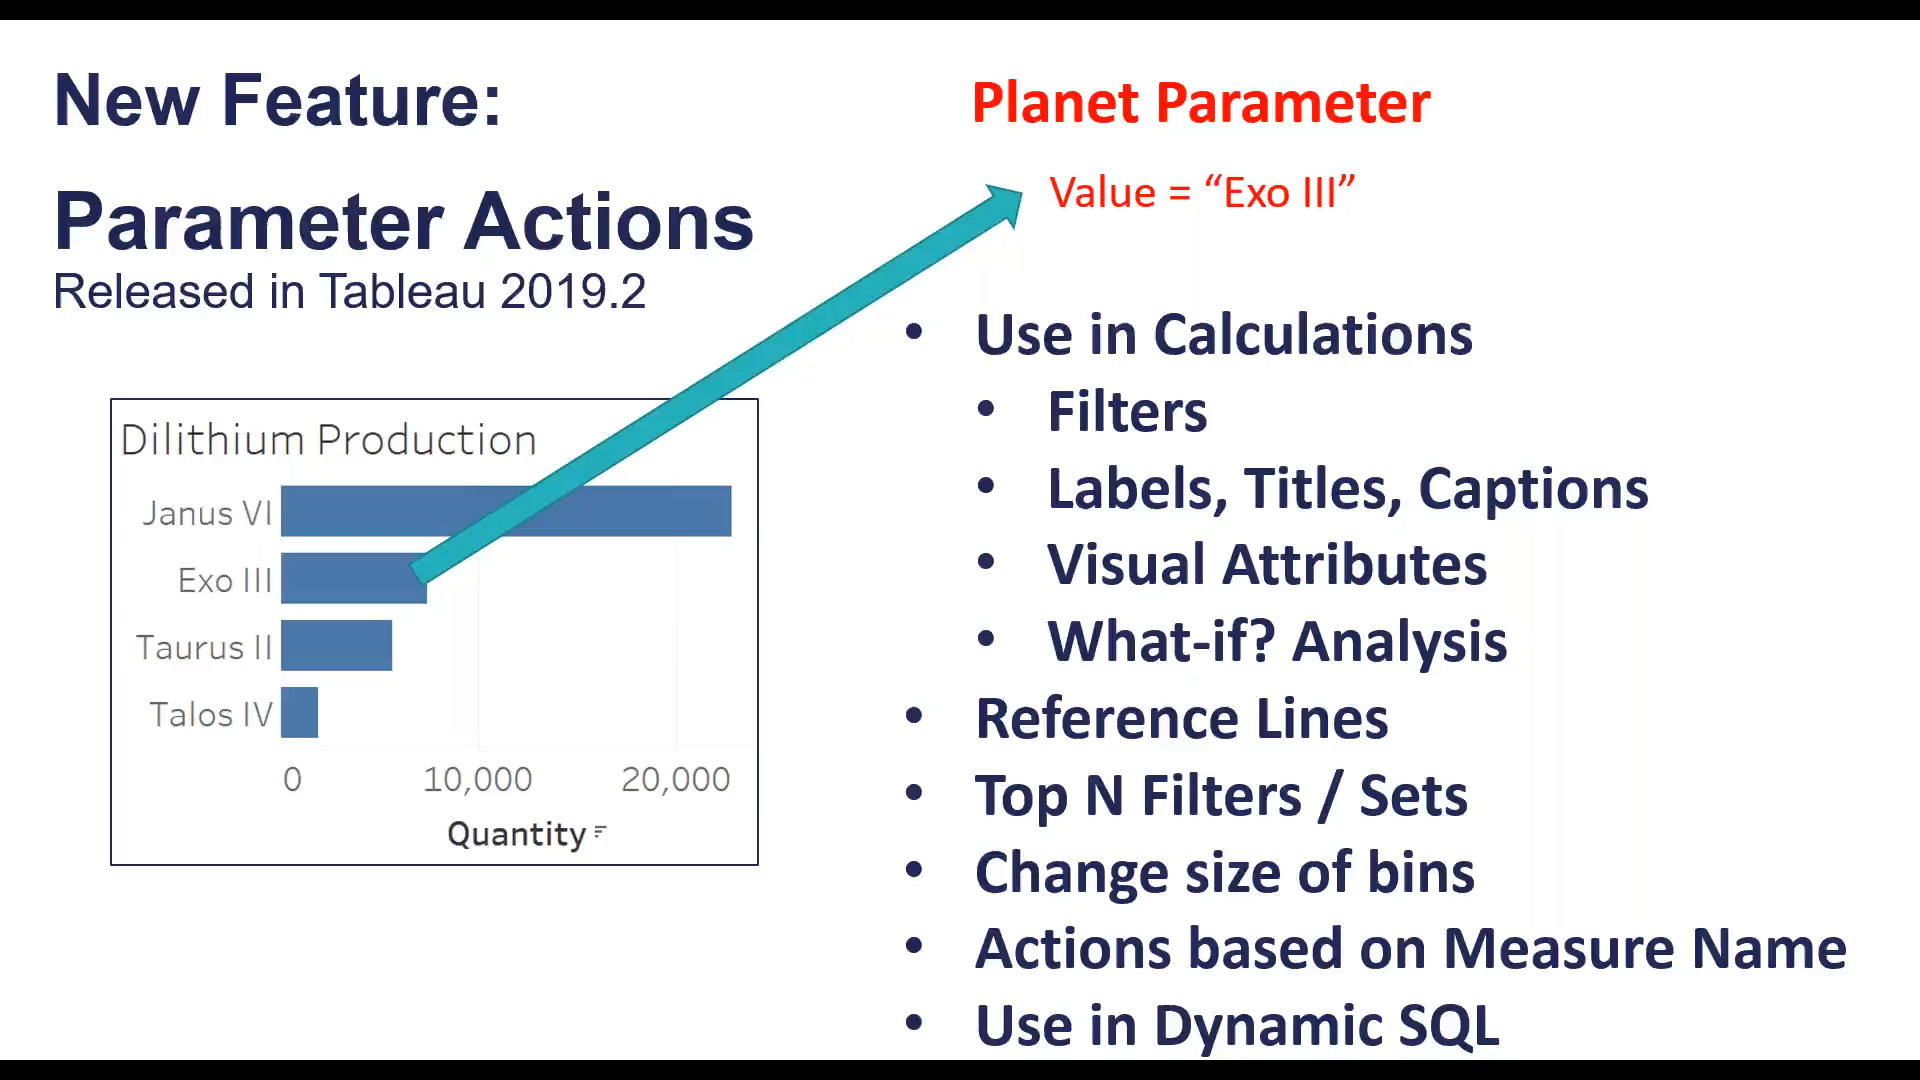 New Feature:
Parameter Actions
Released in Tableau 2019.2
Dilithium Production
Janus VI
Exo III
Taurus II
Talos IV
0 10,000 20,000
Quantity
Planet Parameter
Value = “Exo III”
• Use in Calculations
• Filters
• Labels, Titles, Captions
• Visual Attributes
• What-if? Analysis
• Reference Lines
• Top N Filters / Sets
• Change size of bins
• Actions based on Measure Name
• Use in Dynamic SQL